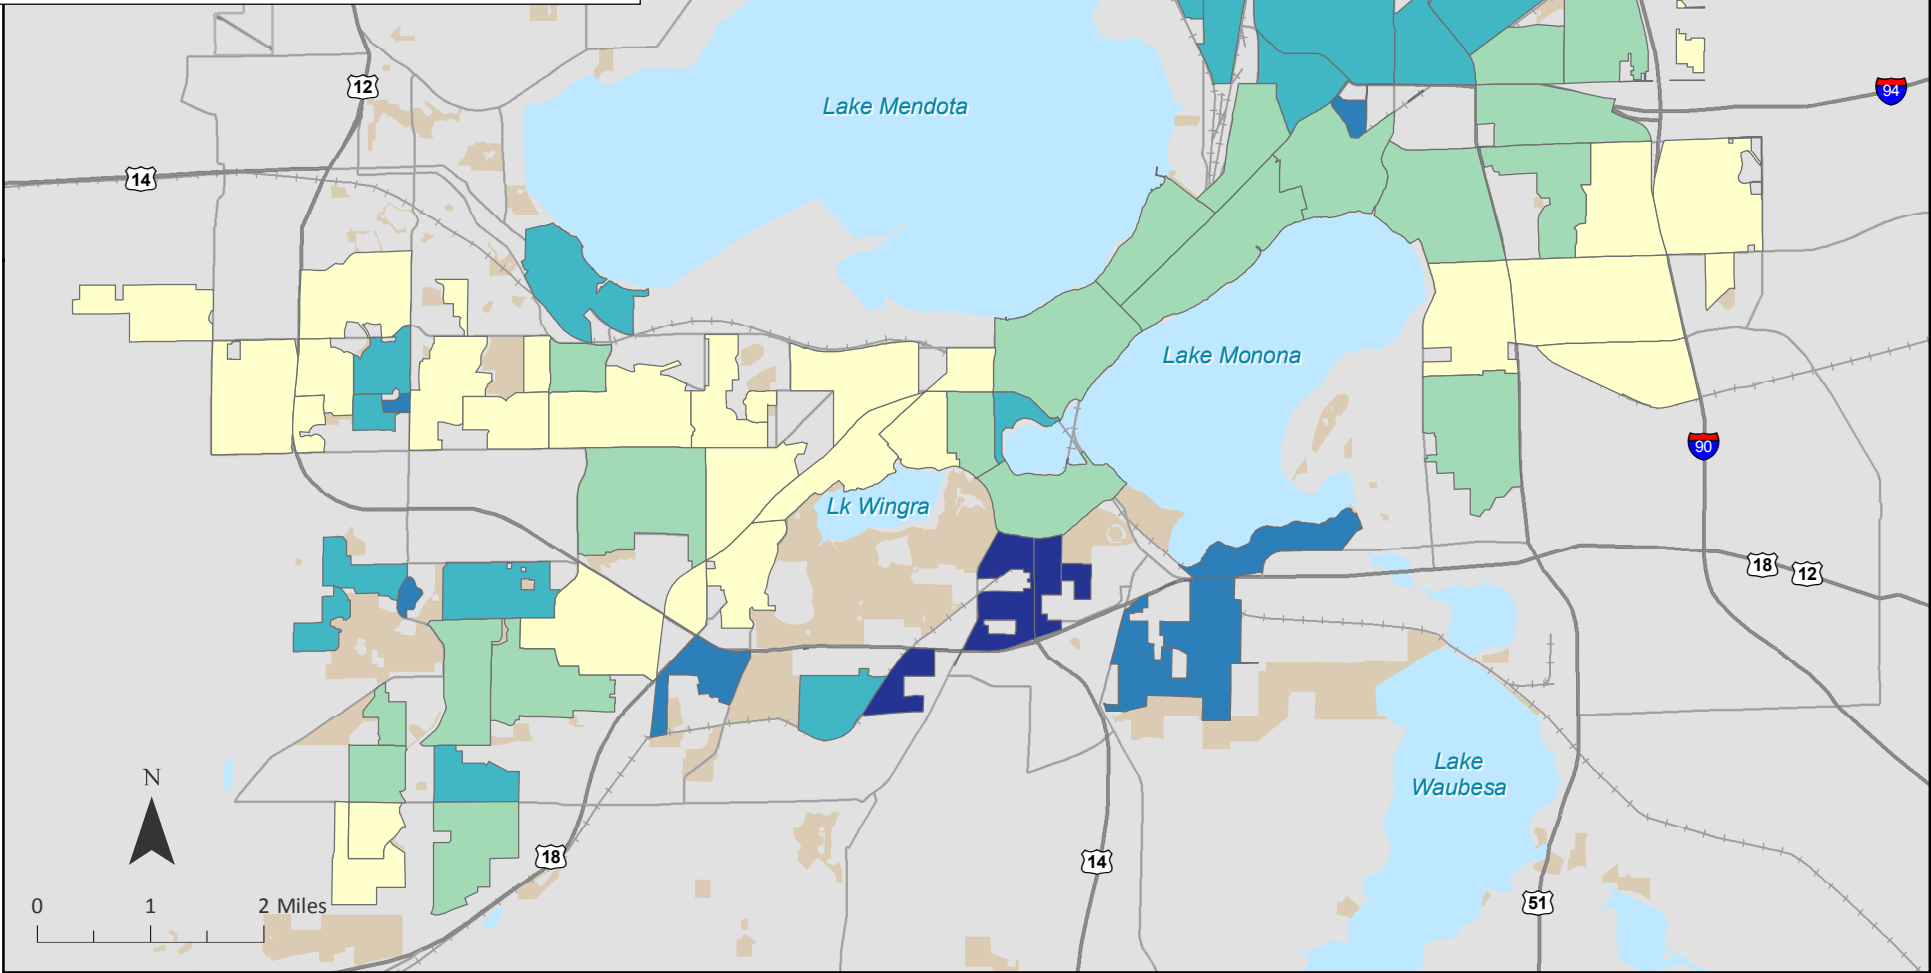 12
94
Lake Mendota
14
Lake Monona
90
Lk Wingra
18
12
Lake
Waubesa
N
18
14
0 1 2 Miles
51